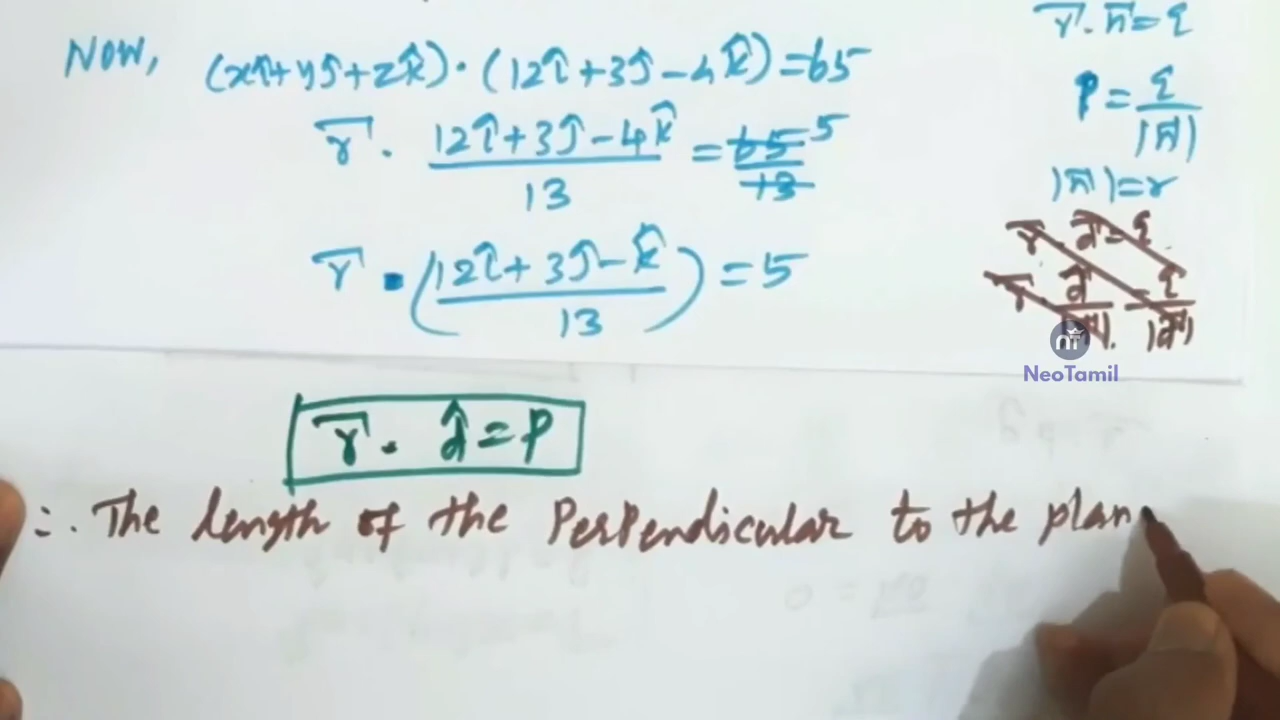 Now, (xî+yĵ+zk̂)·(12î+3ĵ-4k̂)=65
r⃗ · 12î+3ĵ-4k̂/13 = 65/13 5
r⃗ · (12î+3ĵ-k̂/13) = 5
r⃗ · d̂ = P
∴ The length of the Perpendicular to the plan
r⃗·n⃗=q
P = q/|n⃗|
|n⃗|=r
NeoTamil